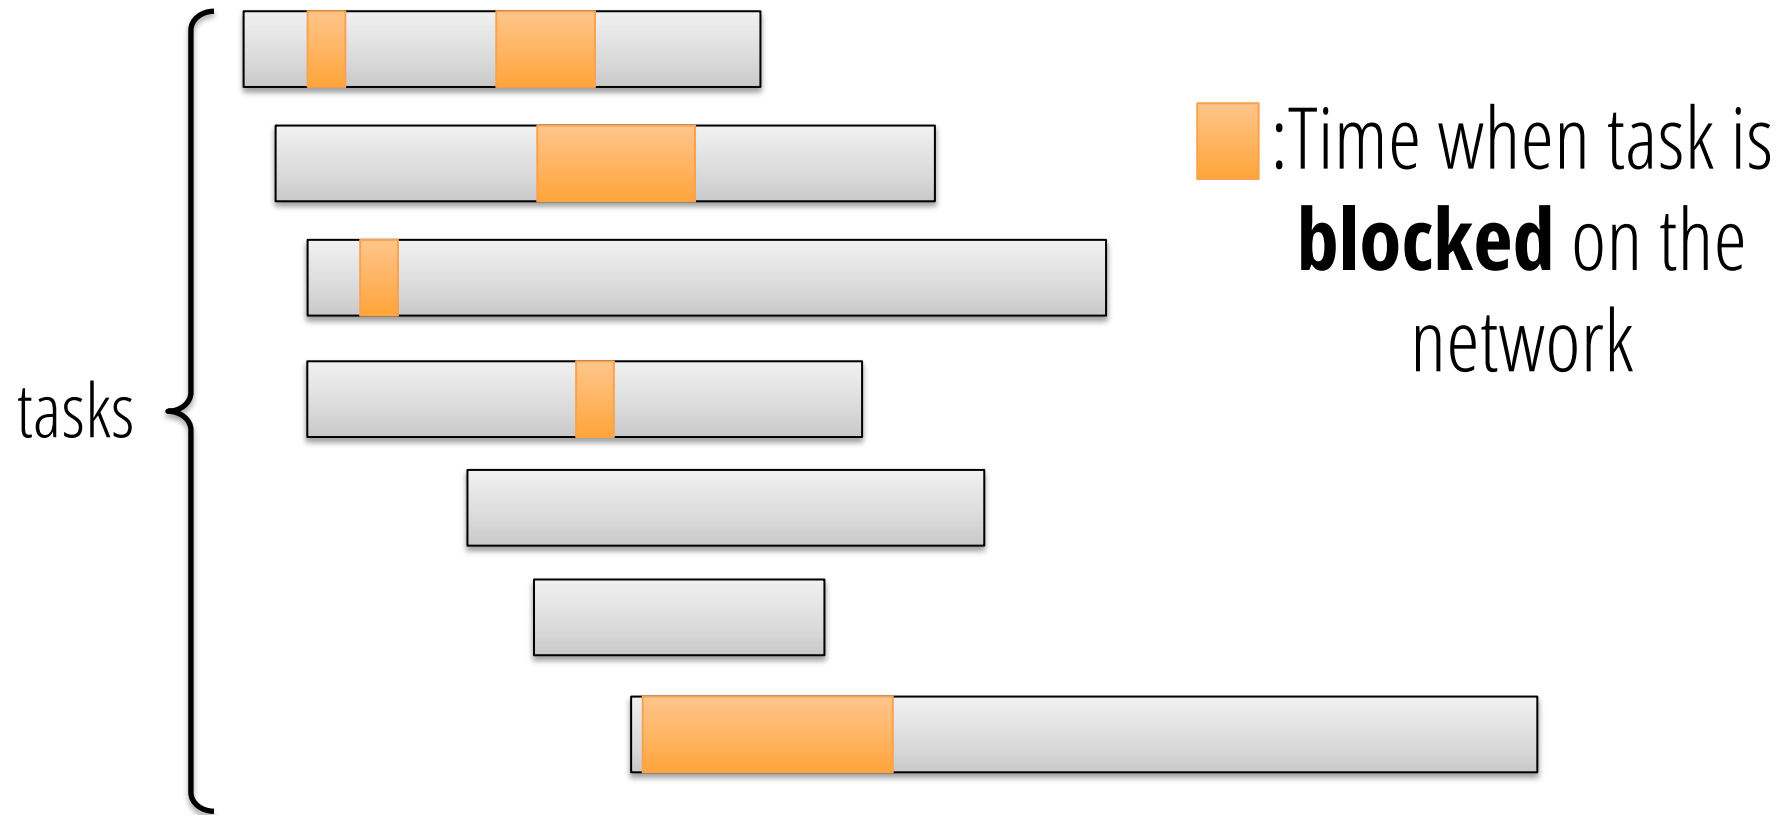 :Time when task is
blocked on the
network
tasks